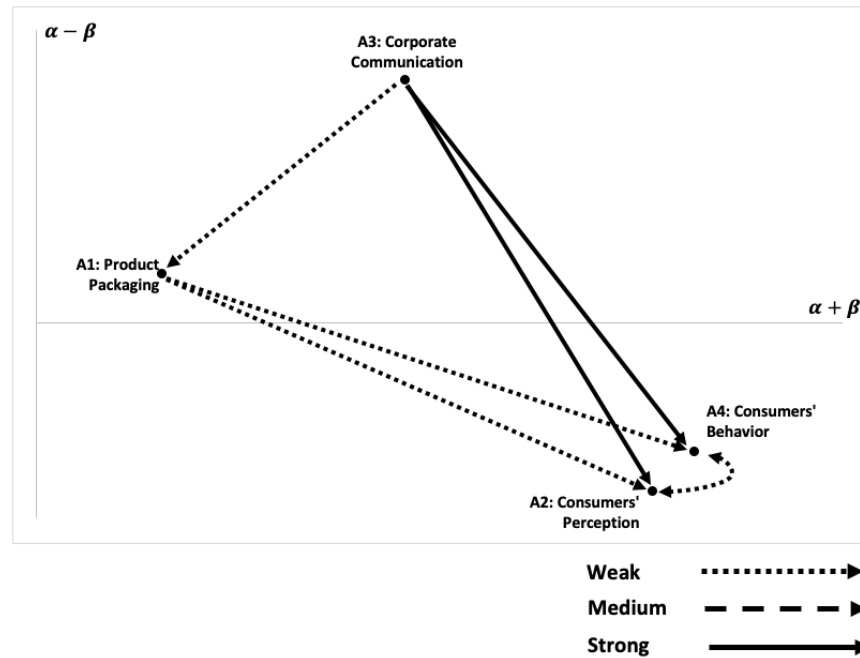 α − β
A3: Corporate
Communication
A1: Product
Packaging
α + β
A4: Consumers'
Behavior
A2: Consumers'
Perception
Weak
Medium
Strong